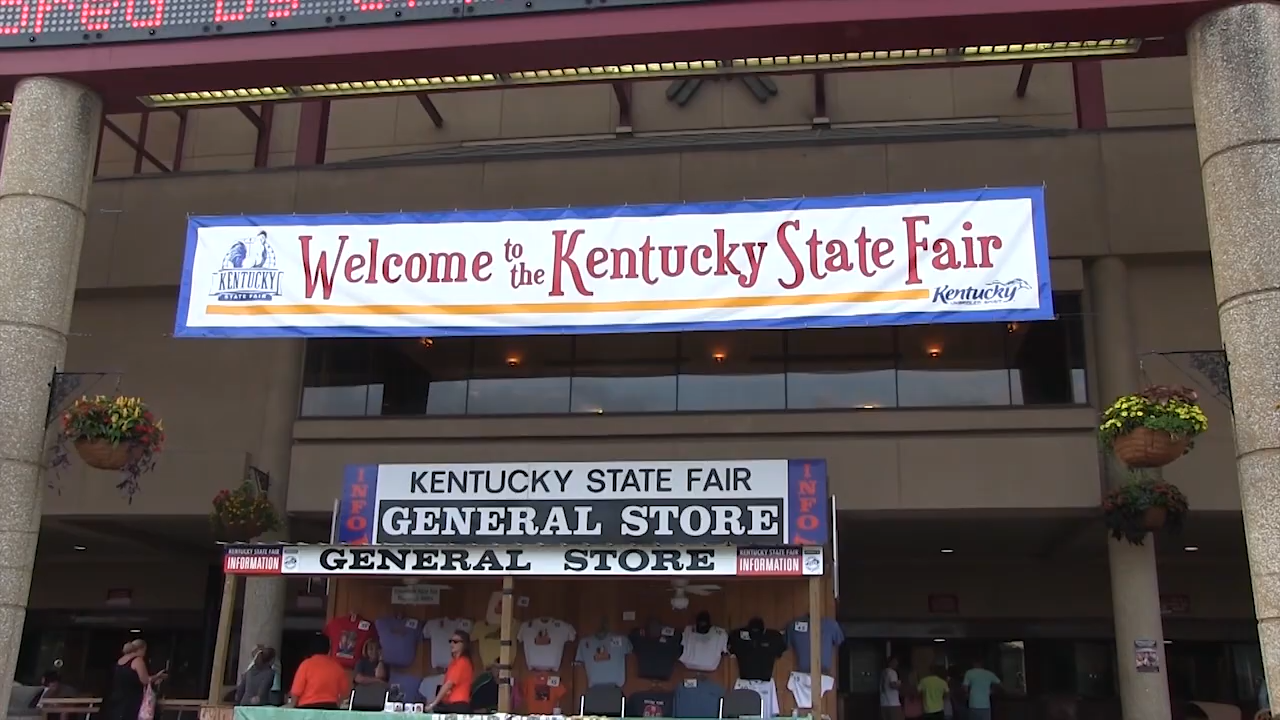 Welcome to the Kentucky State Fair
KENTUCKY
STATE FAIR
Kentucky
INFO
KENTUCKY STATE FAIR
INFO
GENERAL STORE
KENTUCKY STATE FAIR
INFORMATION
GENERAL STORE
KENTUCKY STATE FAIR
INFORMATION